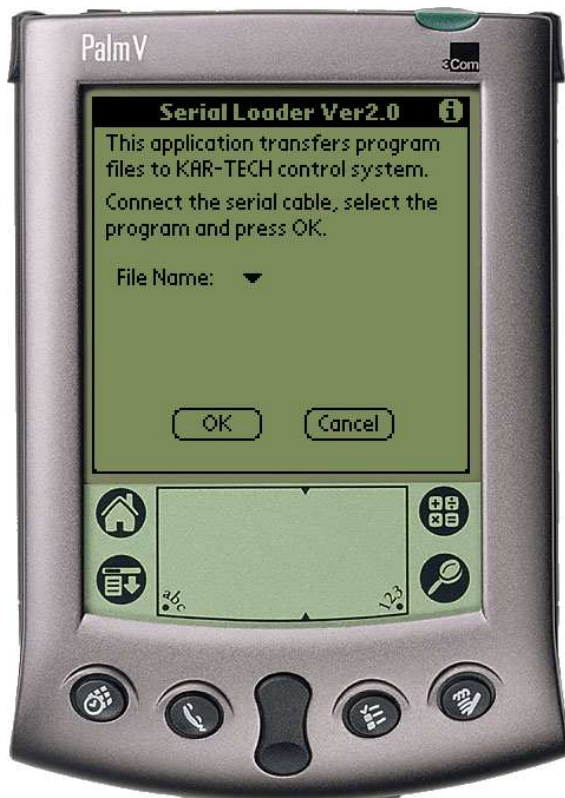 PalmV
3Com
Serial Loader Ver2.0
This application transfers program
files to KAR-TECH control system.
Connect the serial cable, select the
program and press OK.
File Name:
OK
Cancel
abc
123